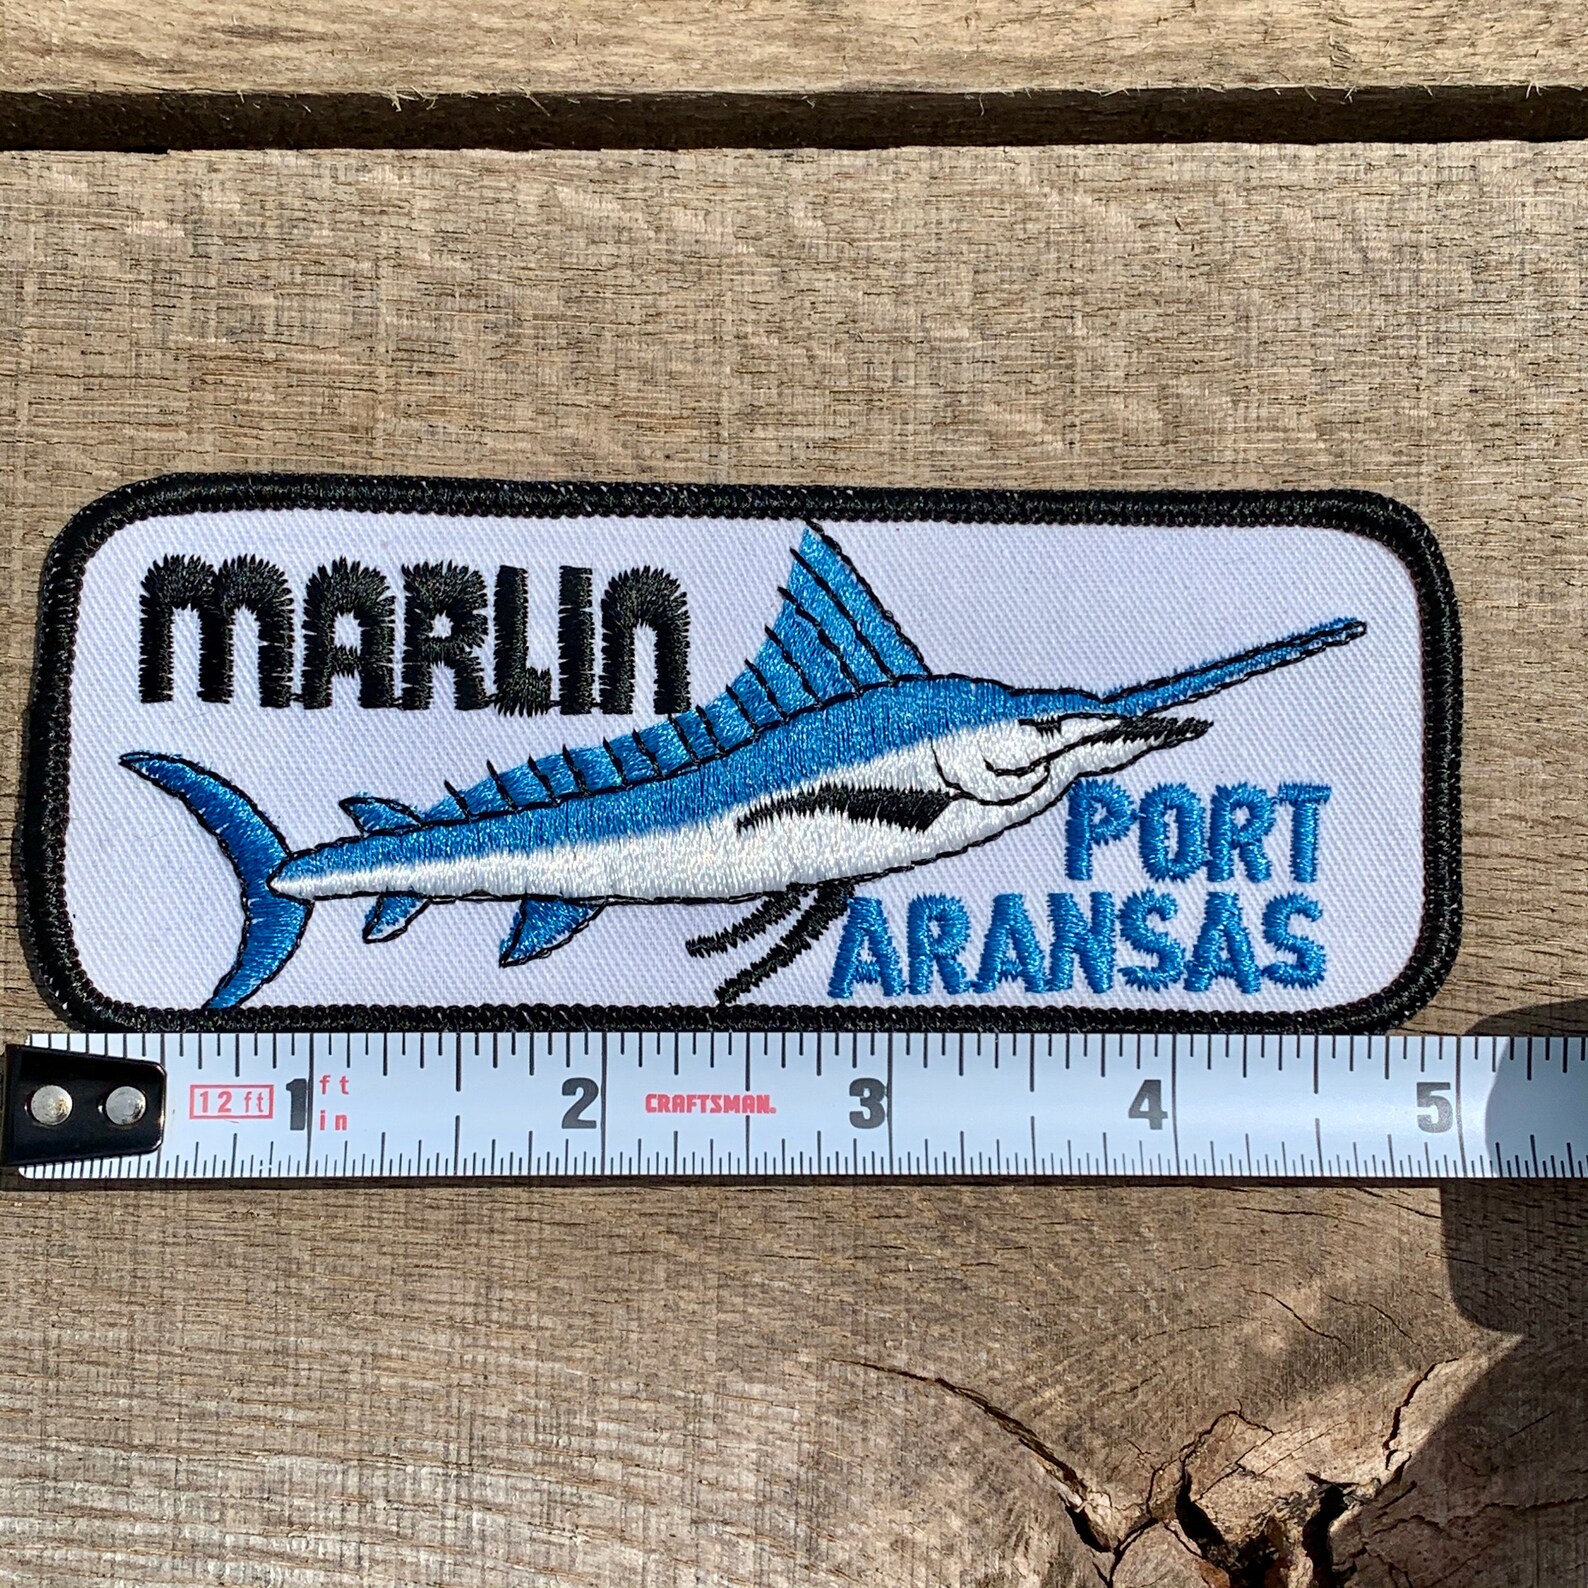 MARLIN
PORT
ARANSAS
12 ft 1 ft in 2 CRAFTSMAN. 3 4 5